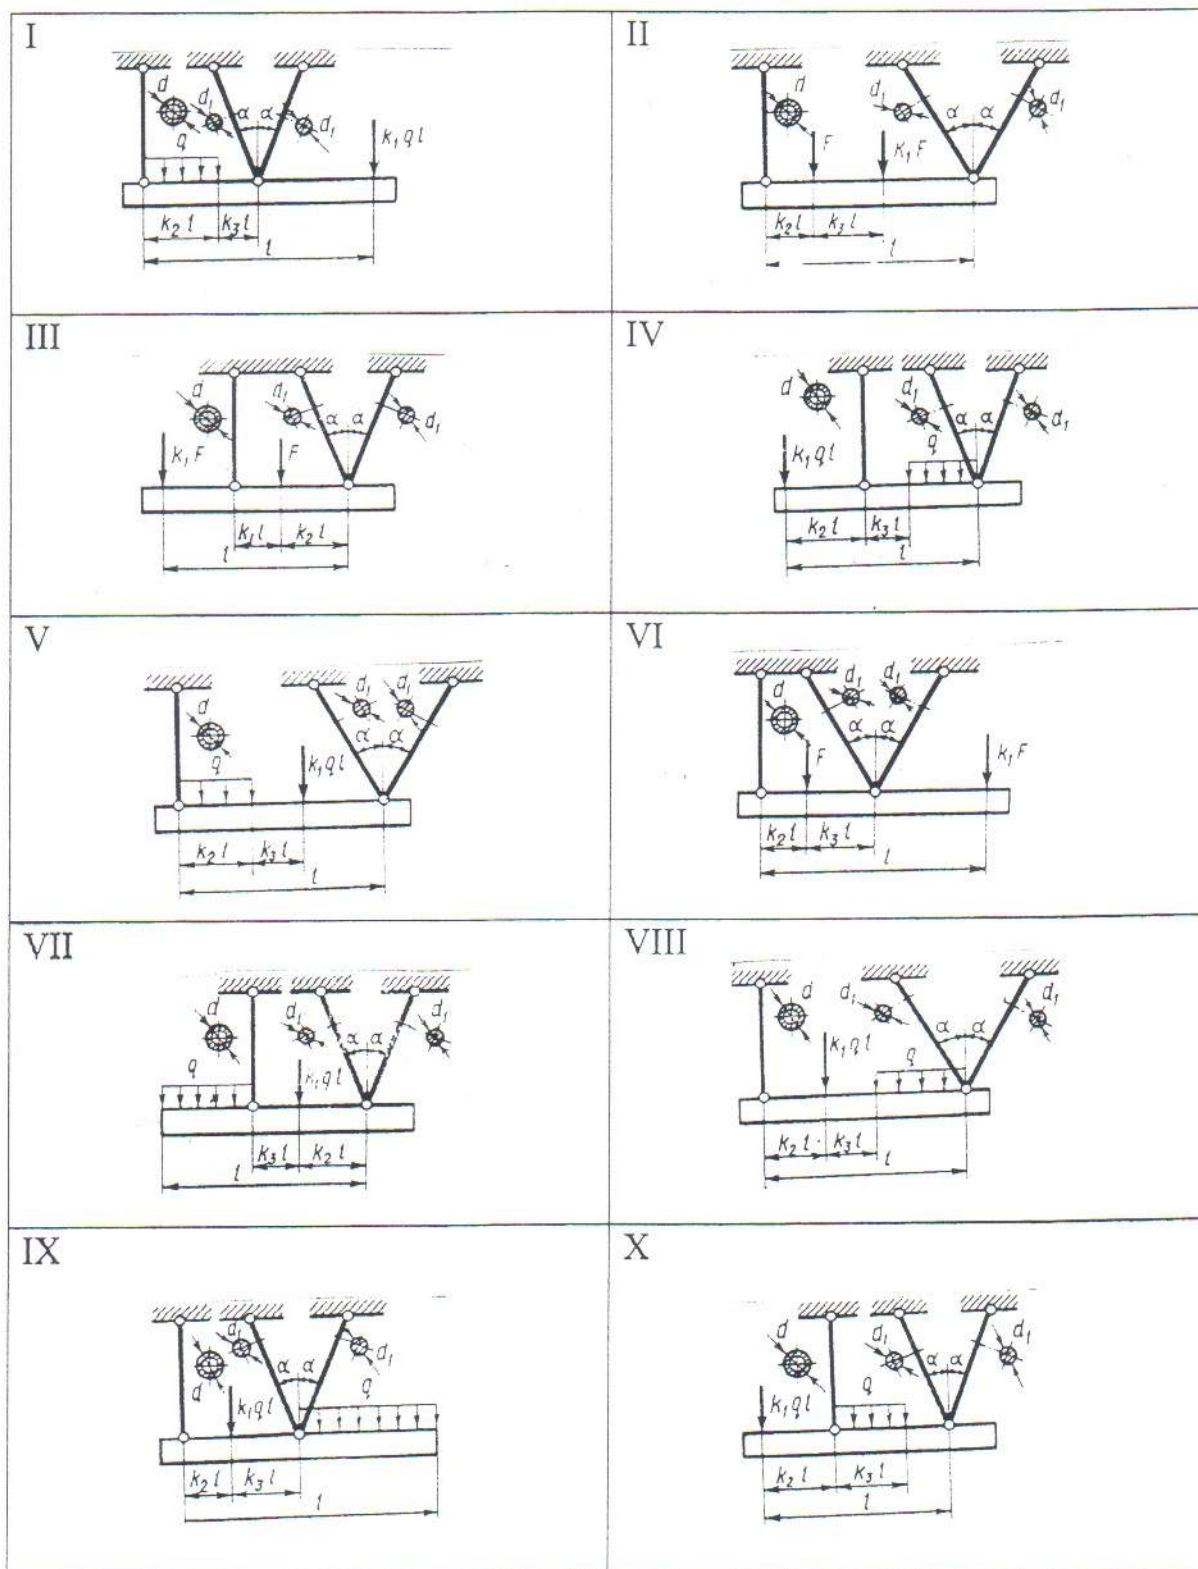 I
d d₁ α α d₁
q k₁ql
k₂l k₃l
l
II
d d₁ α α d₁
F k₁F
k₂l k₃l
l
III
d d₁ α α d₁
k₁F F
k₁l k₂l
l
IV
d d₁ α α d₁
k₁ql q
k₂l k₃l
l
V
d d₁ d₁
α α
q k₁ql
k₂l k₃l
l
VI
d d₁ d₁
α α
F k₁F
k₂l k₃l
l
VII
d d₁ α α d₁
q k₁ql
k₃l k₂l
l
VIII
d d₁ α α d₁
k₁ql q
k₂l k₃l
l
IX
d d₁ α α d₁
k₁ql q
k₂l k₃l
l
X
d d₁ α α d₁
k₁ql q
k₂l k₃l
l